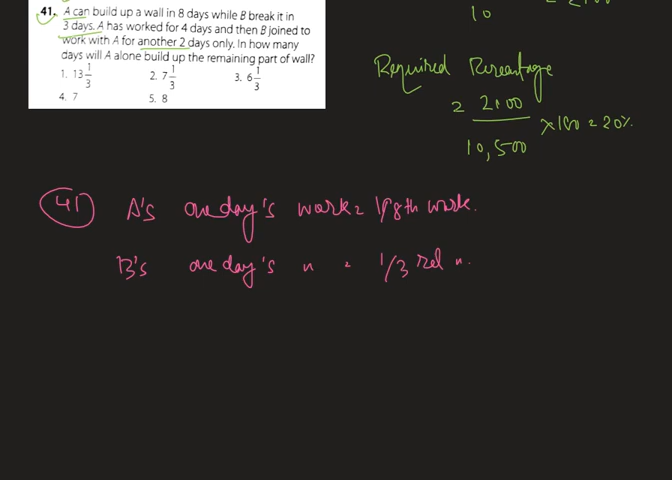 41. A can build up a wall in 8 days while B break it in
3 days. A has worked for 4 days and then B joined to
work with A for another 2 days only. In how many
days will A alone build up the remaining part of wall?
1. 13 1/3 2. 7 1/3 3. 6 1/3
4. 7 5. 8
10
Required Percentage
= 2100
10,500
×100 = 20%
41 A's one day's work = 1/8th work.
B's one day's " = 1/3 rd ".